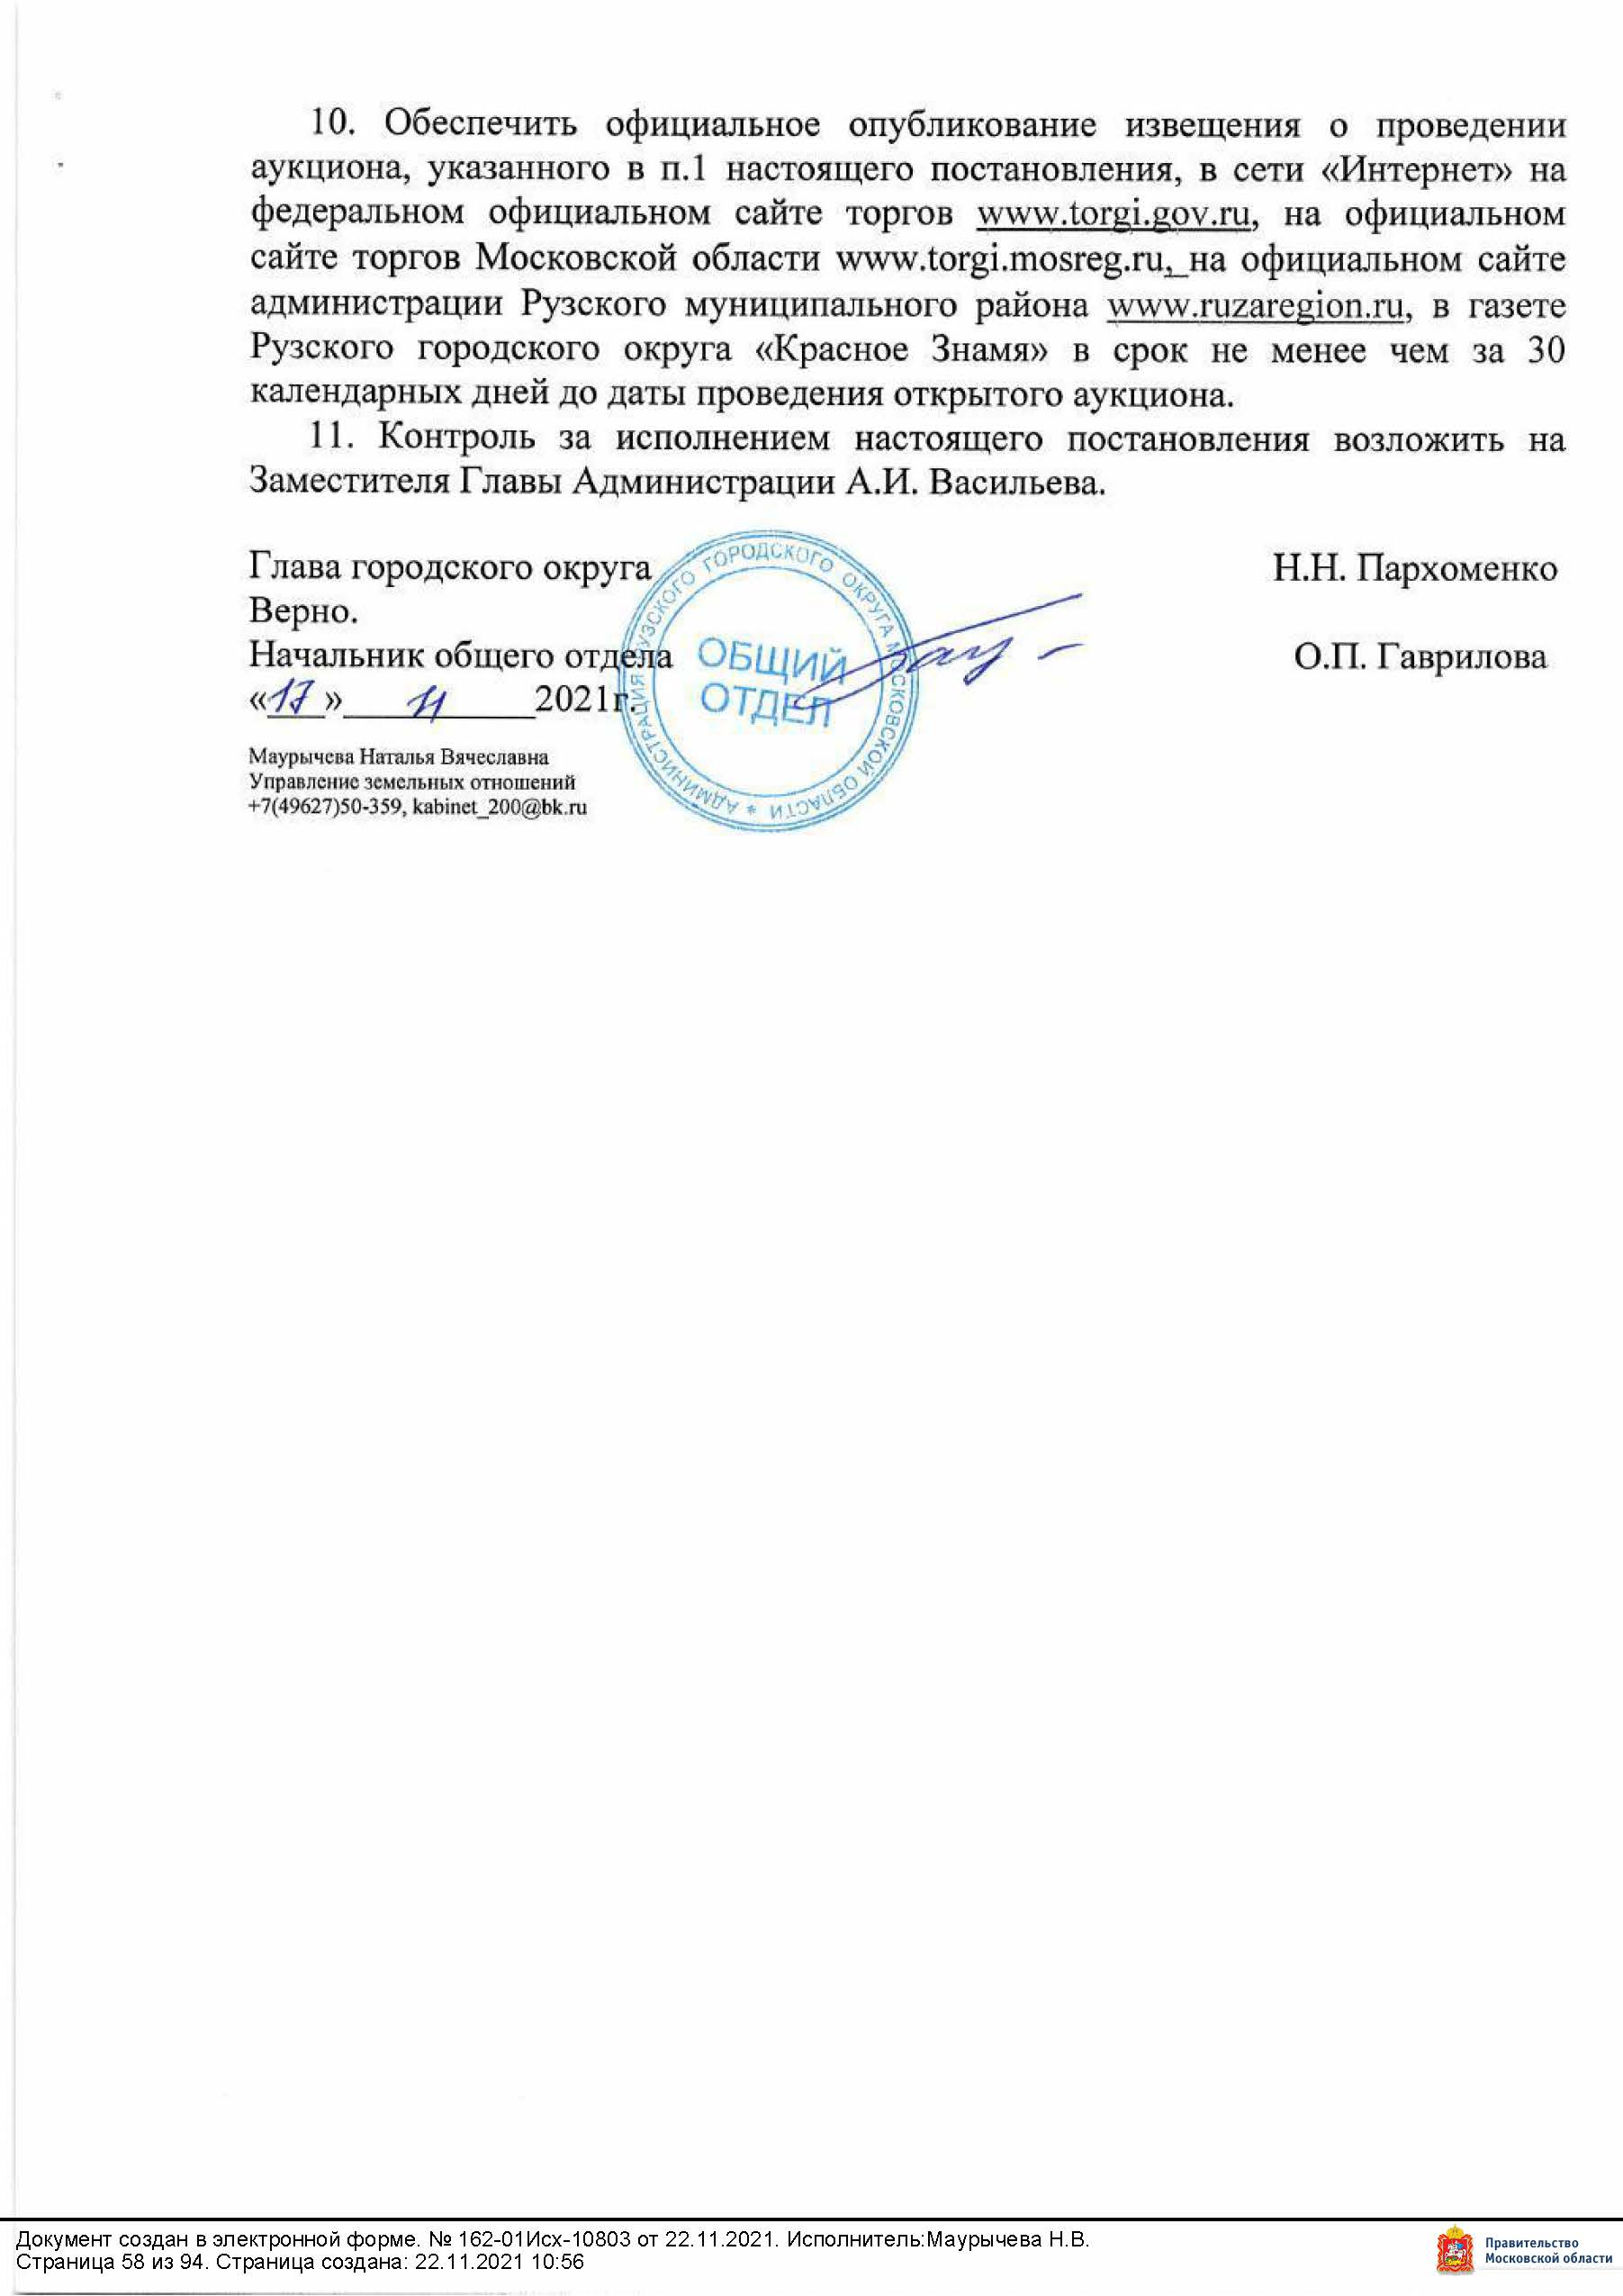 10. Обеспечить официальное опубликование извещения о проведении
аукциона, указанного в п.1 настоящего постановления, в сети «Интернет» на
федеральном официальном сайте торгов www.torgi.gov.ru, на официальном
сайте торгов Московской области www.torgi.mosreg.ru, на официальном сайте
администрации Рузского муниципального района www.ruzaregion.ru, в газете
Рузского городского округа «Красное Знамя» в срок не менее чем за 30
календарных дней до даты проведения открытого аукциона.
11. Контроль за исполнением настоящего постановления возложить на
Заместителя Главы Администрации А.И. Васильева.
Глава городского округа Н.Н. Пархоменко
Верно.
Начальник общего отдела О.П. Гаврилова
«17» 11 2021г.
АДМИНИСТРАЦИЯ РУЗСКОГО ГОРОДСКОГО ОКРУГА МОСКОВСКОЙ ОБЛАСТИ *
ОБЩИЙ
ОТДЕЛ
Маурычева Наталья Вячеславна
Управление земельных отношений
+7(49627)50-359, kabinet_200@bk.ru
Документ создан в электронной форме. № 162-01Исх-10803 от 22.11.2021. Исполнитель:Маурычева Н.В.
Страница 58 из 94. Страница создана: 22.11.2021 10:56
Правительство
Московской области